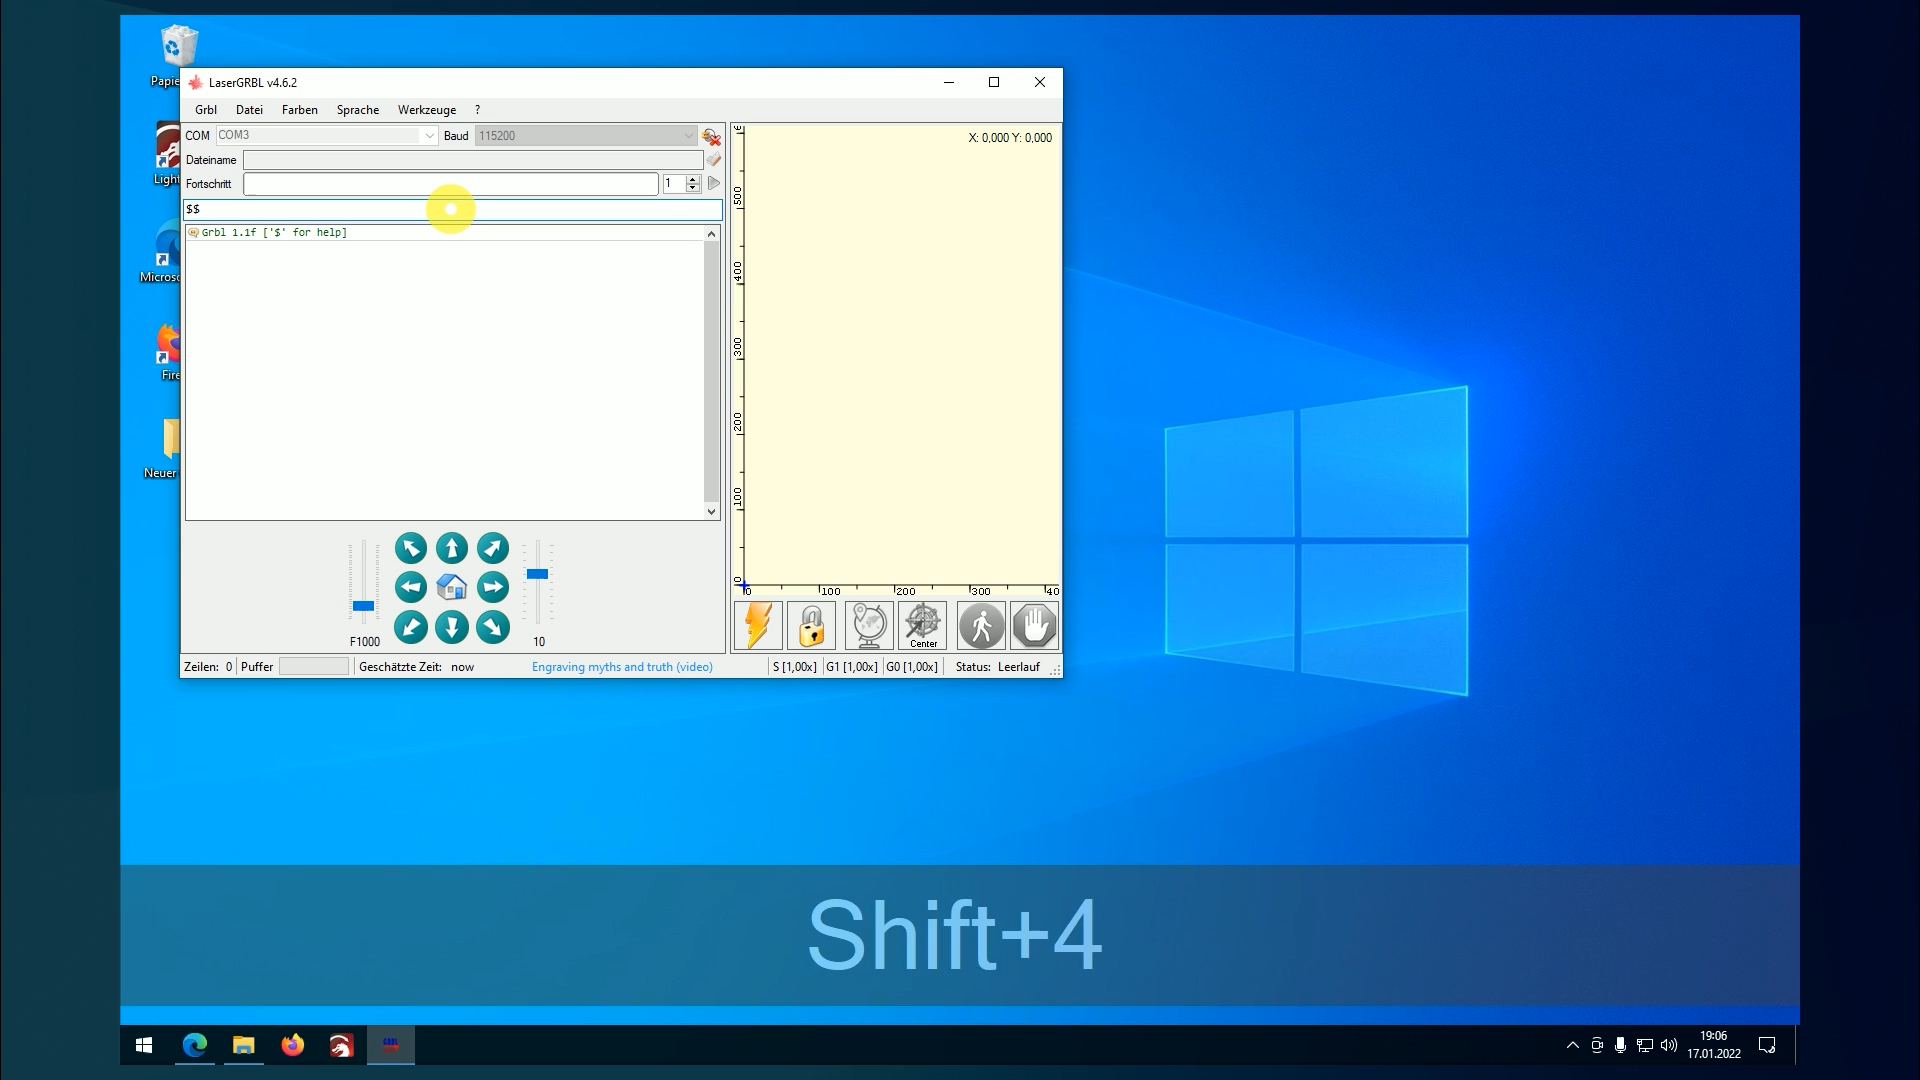 Papie
LaserGRBL v4.6.2
Grbl Datei Farben Sprache Werkzeuge ?
COM COM3 Baud 115200
Dateiname
Fortschritt 1
$$
Grbl 1.1f ['$' for help]
X: 0,000 Y: 0,000
500
400
300
200
100
0
0 100 200 300 40
Light
Microso
Fire
Neuer
F1000
10
Center
Zeilen: 0 Puffer Geschätzte Zeit: now Engraving myths and truth (video) S [1,00x] G1 [1,00x] G0 [1,00x] Status: Leerlauf
Shift+4
GRBL
19:06
17.01.2022